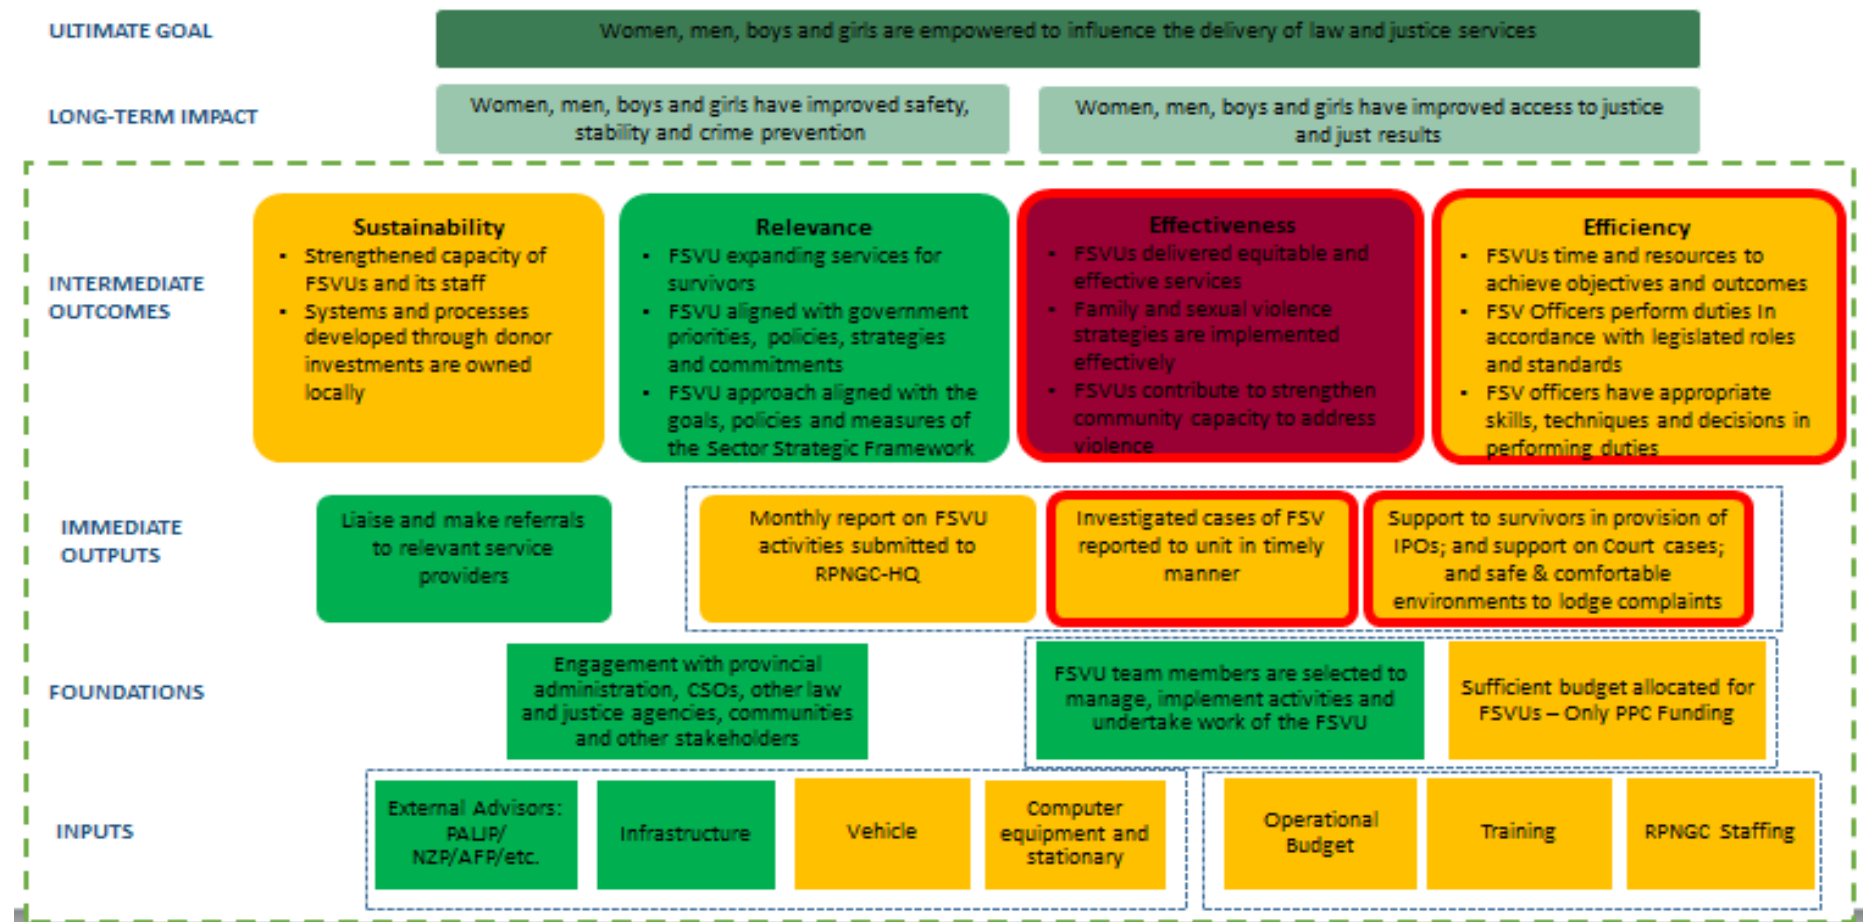 ULTIMATE GOAL
Women, men, boys and girls are empowered to influence the delivery of law and justice services
LONG-TERM IMPACT
Women, men, boys and girls have improved safety,
stability and crime prevention
Women, men, boys and girls have improved access to justice
and just results
INTERMEDIATE
OUTCOMES
Sustainability
• Strengthened capacity of
FSVUs and its staff
• Systems and processes
developed through donor
investments are owned
locally
Relevance
• FSVU expanding services for
survivors
• FSVU aligned with government
priorities, policies, strategies
and commitments
• FSVU approach aligned with the
goals, policies and measures of
the Sector Strategic Framework
Effectiveness
• FSVUs delivered equitable and
effective services
• Family and sexual violence
strategies are implemented
effectively
• FSVUs contribute to strengthen
community capacity to address
violence
Efficiency
• FSVUs time and resources to
achieve objectives and outcomes
• FSV Officers perform duties In
accordance with legislated roles
and standards
• FSV officers have appropriate
skills, techniques and decisions in
performing duties
IMMEDIATE
OUTPUTS
Liaise and make referrals
to relevant service
providers
Monthly report on FSVU
activities submitted to
RPNGC-HQ
Investigated cases of FSV
reported to unit in timely
manner
Support to survivors in provision of
IPOs; and support on Court cases;
and safe & comfortable
environments to lodge complaints
FOUNDATIONS
Engagement with provincial
administration, CSOs, other law
and justice agencies, communities
and other stakeholders
FSVU team members are selected to
manage, implement activities and
undertake work of the FSVU
Sufficient budget allocated for
FSVUs – Only PPC Funding
INPUTS
External Advisors:
PALJP/
NZP/AFP/etc.
Infrastructure
Vehicle
Computer
equipment and
stationary
Operational
Budget
Training
RPNGC Staffing